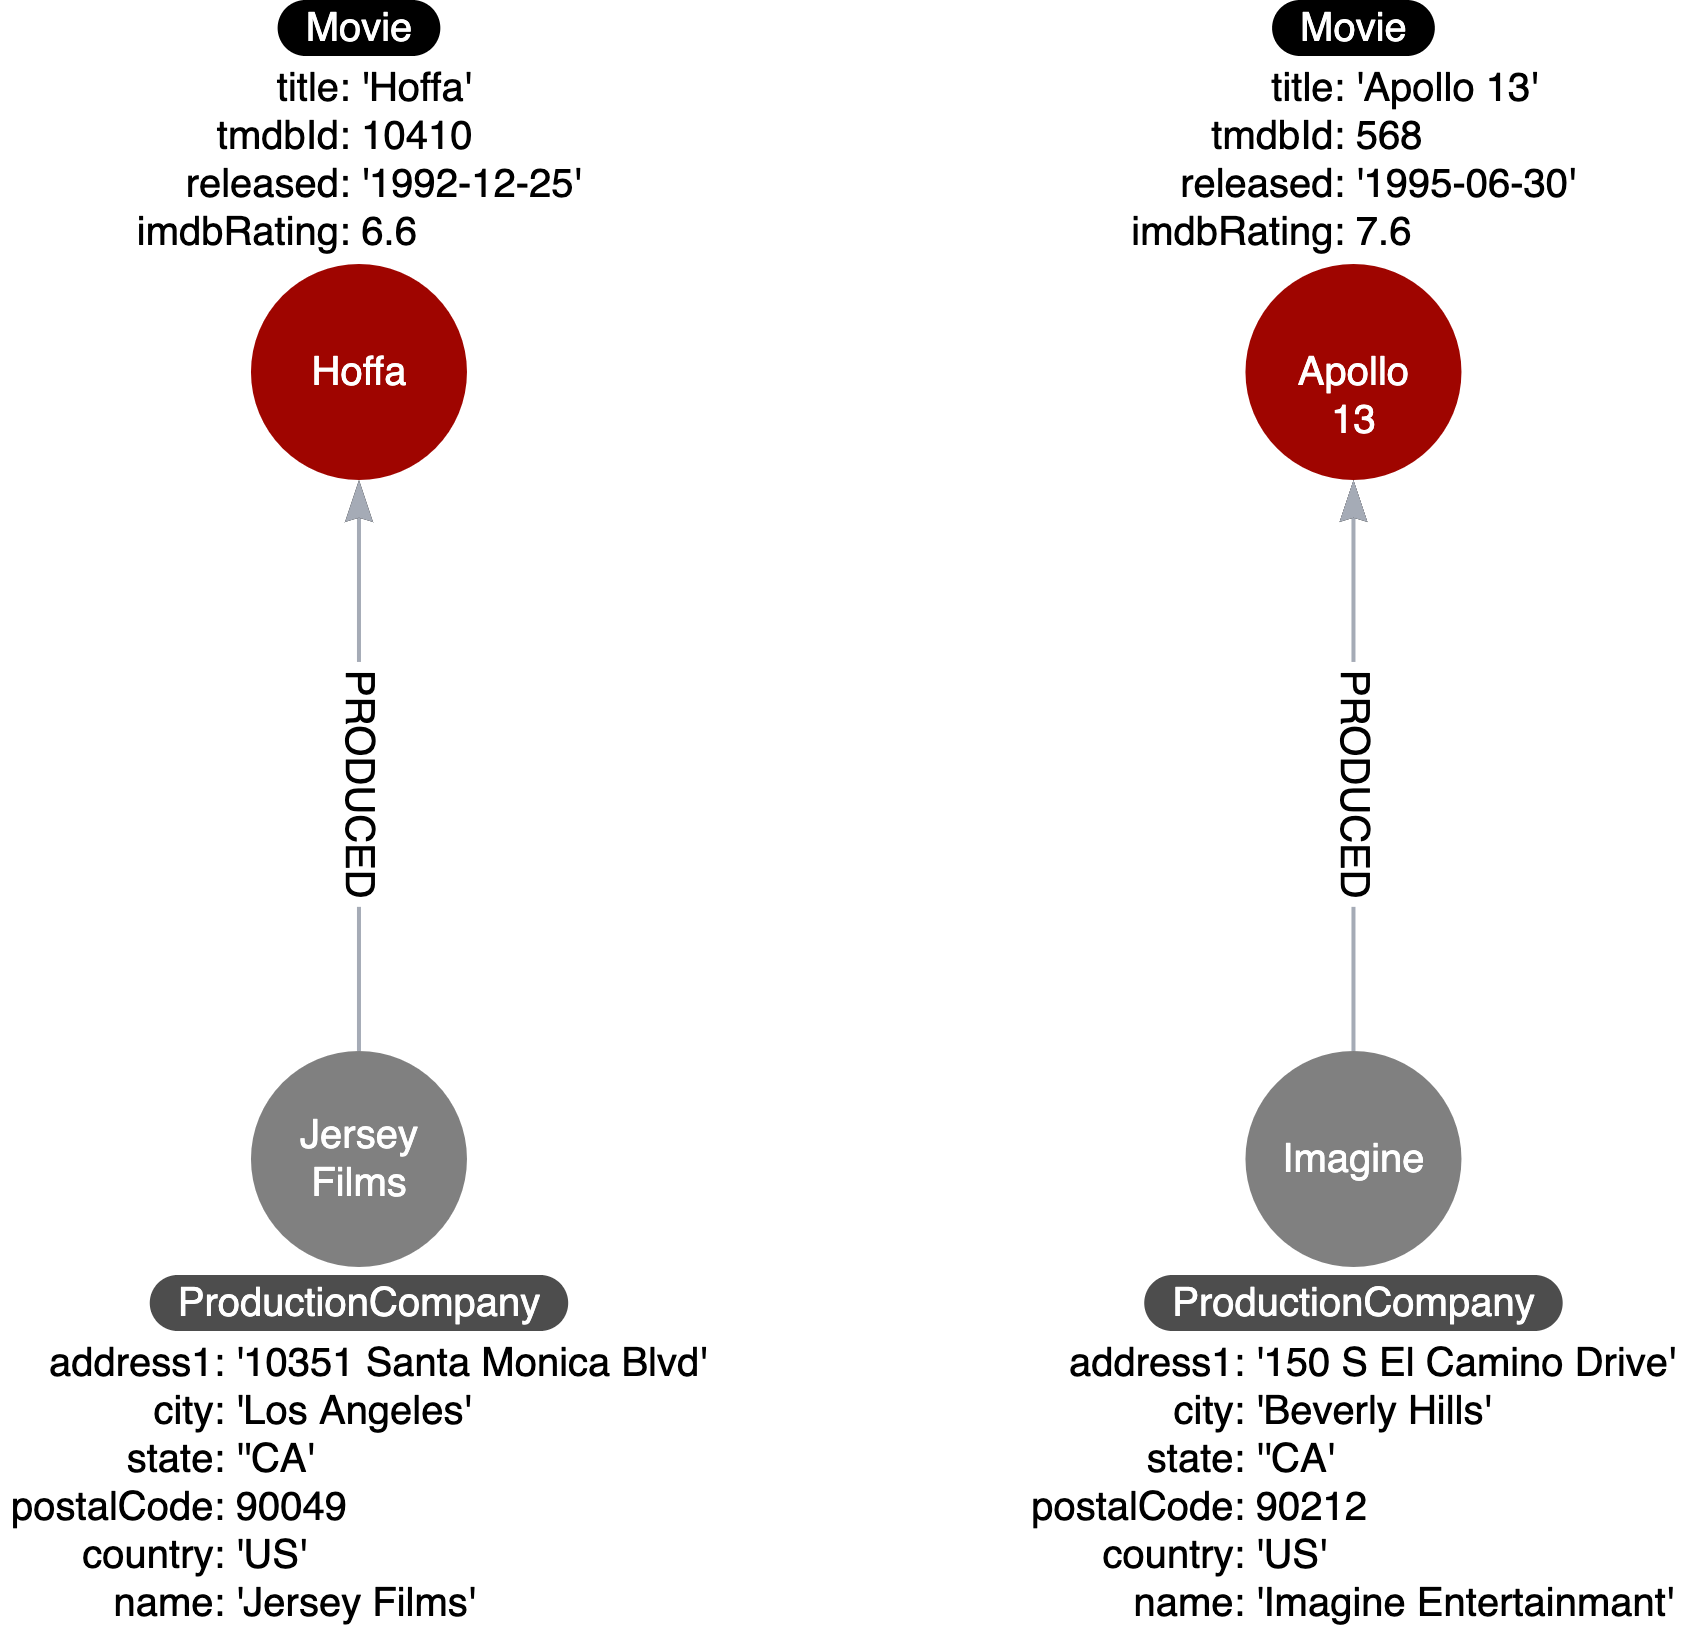 Movie
title: 'Hoffa'
tmdbId: 10410
released: '1992-12-25'
imdbRating: 6.6
Hoffa
PRODUCED
Jersey
Films
ProductionCompany
address1: '10351 Santa Monica Blvd'
city: 'Los Angeles'
state: "CA'
postalCode: 90049
country: 'US'
name: 'Jersey Films'
Movie
title: 'Apollo 13'
tmdbId: 568
released: '1995-06-30'
imdbRating: 7.6
Apollo
13
PRODUCED
Imagine
ProductionCompany
address1: '150 S El Camino Drive'
city: 'Beverly Hills'
state: "CA'
postalCode: 90212
country: 'US'
name: 'Imagine Entertainmant'